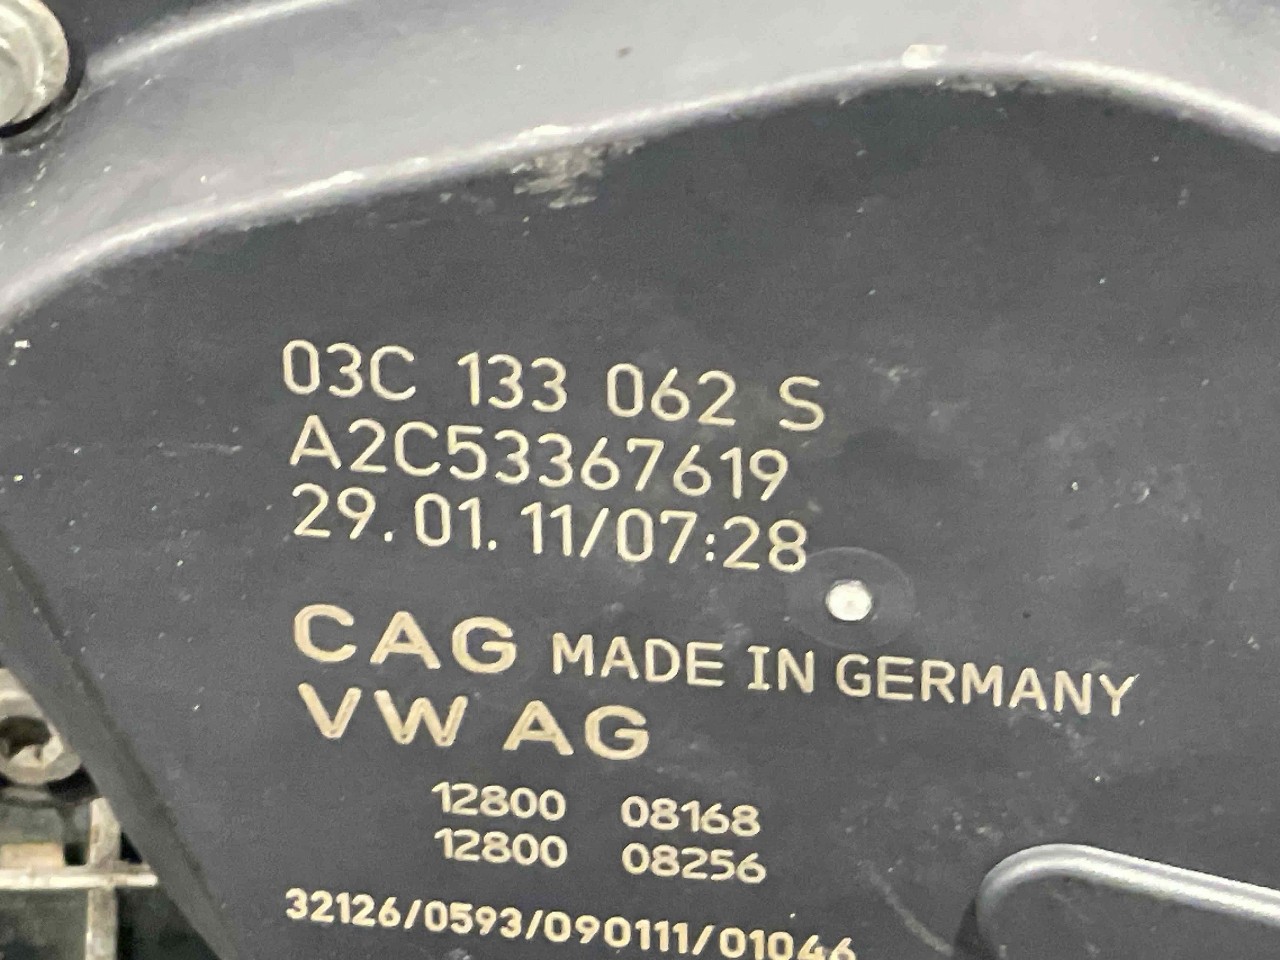 03C 133 062 S
A2C53367619
29.01.11/07:28
CAG MADE IN GERMANY
VW AG
12800 08168
12800 08256
32126/0593/090111/01046